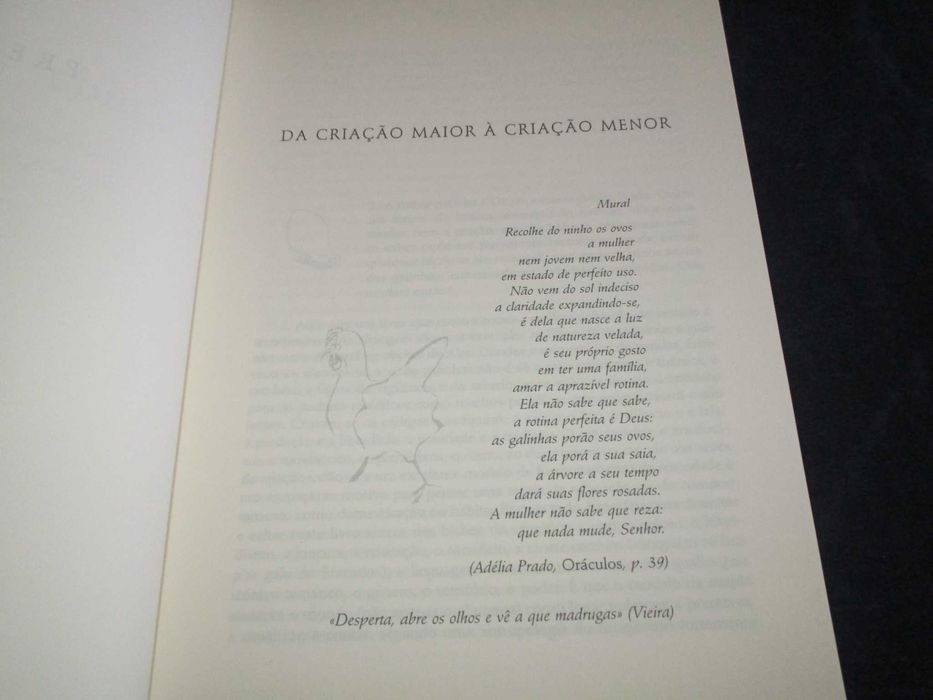 DA CRIAÇÃO MAIOR À CRIAÇÃO MENOR
Mural
Recolhe do ninho os ovos
a mulher
nem jovem nem velha,
em estado de perfeito uso.
Não vem do sol indeciso
a claridade expandindo-se,
é dela que nasce a luz
de natureza velada,
é seu próprio gosto
em ter uma família,
amar a aprazível rotina.
Ela não sabe que sabe,
a rotina perfeita é Deus:
as galinhas porão seus ovos,
ela porá a sua saia,
a árvore a seu tempo
dará suas flores rosadas.
A mulher não sabe que reza:
que nada mude, Senhor.
(Adélia Prado, Oráculos, p. 39)
«Desperta, abre os olhos e vê a que madrugas» (Vieira)